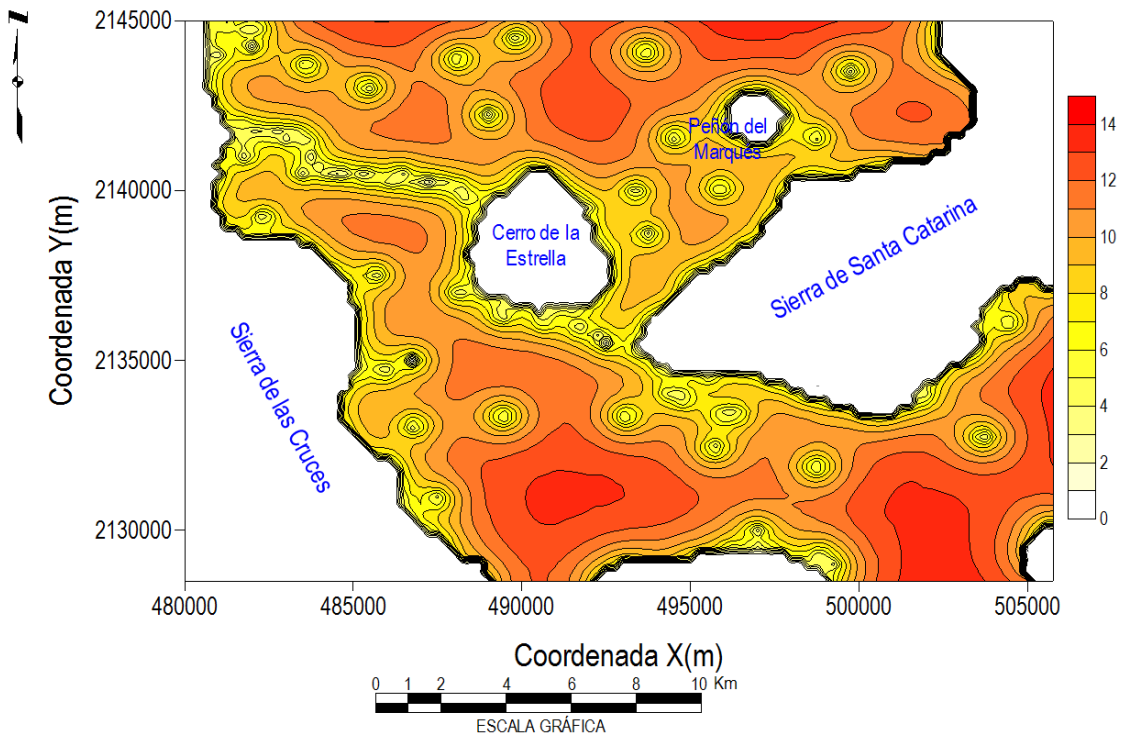 Z
2145000
2140000
2135000
2130000
Coordenada Y(m)
480000
485000
490000
495000
500000
505000
Coordenada X(m)
Peñón del
Marques
Cerro de la
Estrella
Sierra de Santa Catarina
Sierra de las Cruces
14
12
10
8
6
4
2
0
0 1 2 4 6 8 10 Km
ESCALA GRÁFICA